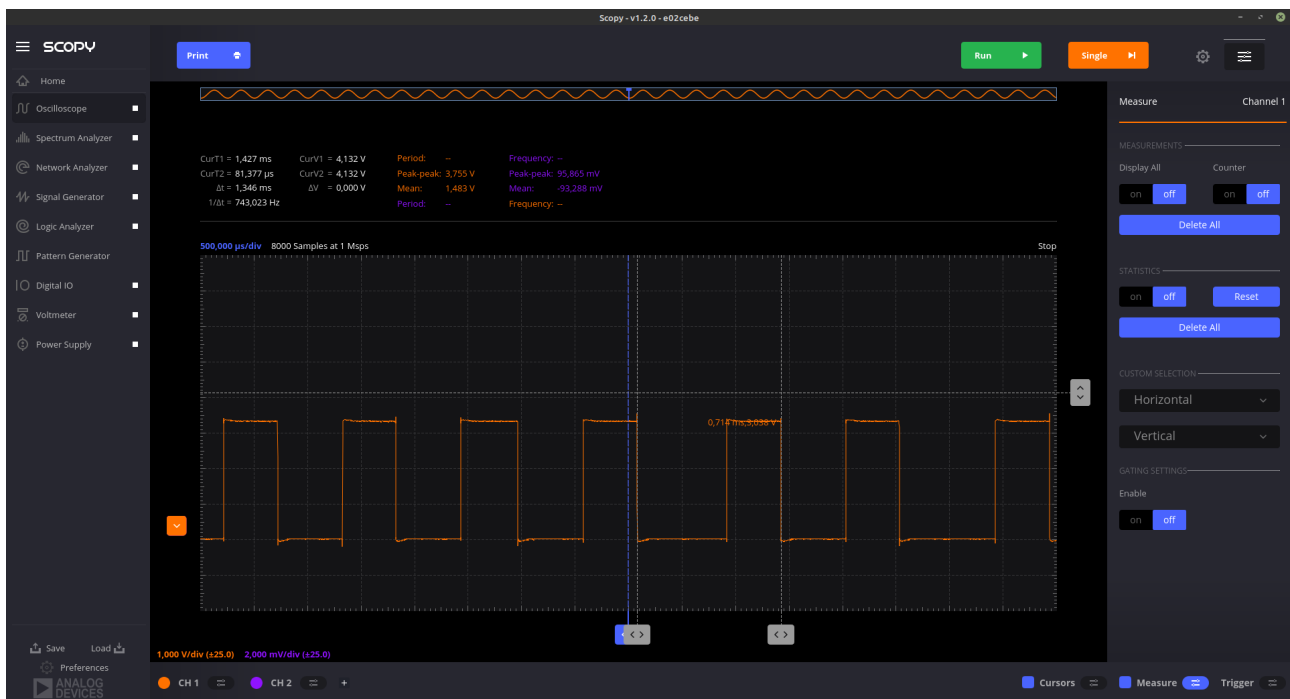 Scopy - v1.2.0 - e02cebe
SCOPY
Print
Run
Single
Home
Oscilloscope
Spectrum Analyzer
Network Analyzer
Signal Generator
Logic Analyzer
Pattern Generator
Digital IO
Voltmeter
Power Supply
Save Load
Preferences
ANALOG
DEVICES
CurT1 = 1,427 ms CurV1 = 4,132 V Period: -- Frequency: --
CurT2 = 81,377 µs CurV2 = 4,132 V Peak-peak: 3,755 V Peak-peak: 95,865 mV
Δt = 1,346 ms ΔV = 0,000 V Mean: 1,483 V Mean: -93,288 mV
1/Δt = 743,023 Hz Period: -- Frequency: --
500,000 µs/div 8000 Samples at 1 Msps Stop
0,714 ms,3,038 V
1,000 V/div (±25.0) 2,000 mV/div (±25.0)
CH 1 CH 2 + Cursors Measure Trigger
Measure Channel 1
MEASUREMENTS
Display All Counter
on off on off
Delete All
STATISTICS
on off Reset
Delete All
CUSTOM SELECTION
Horizontal
Vertical
GATING SETTINGS
Enable
on off